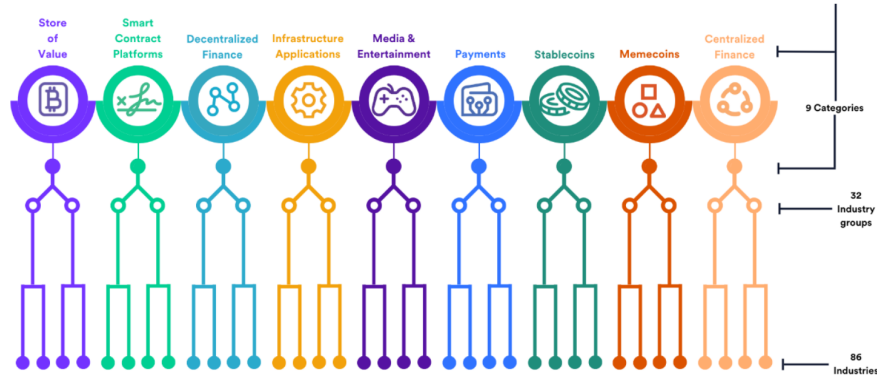 Store
of
Value
Smart
Contract
Platforms
Decentralized
Finance
Infrastructure
Applications
Media &
Entertainment
Payments
Stablecoins
Memecoins
Centralized
Finance
9 Categories
32
Industry
groups
86
Industries